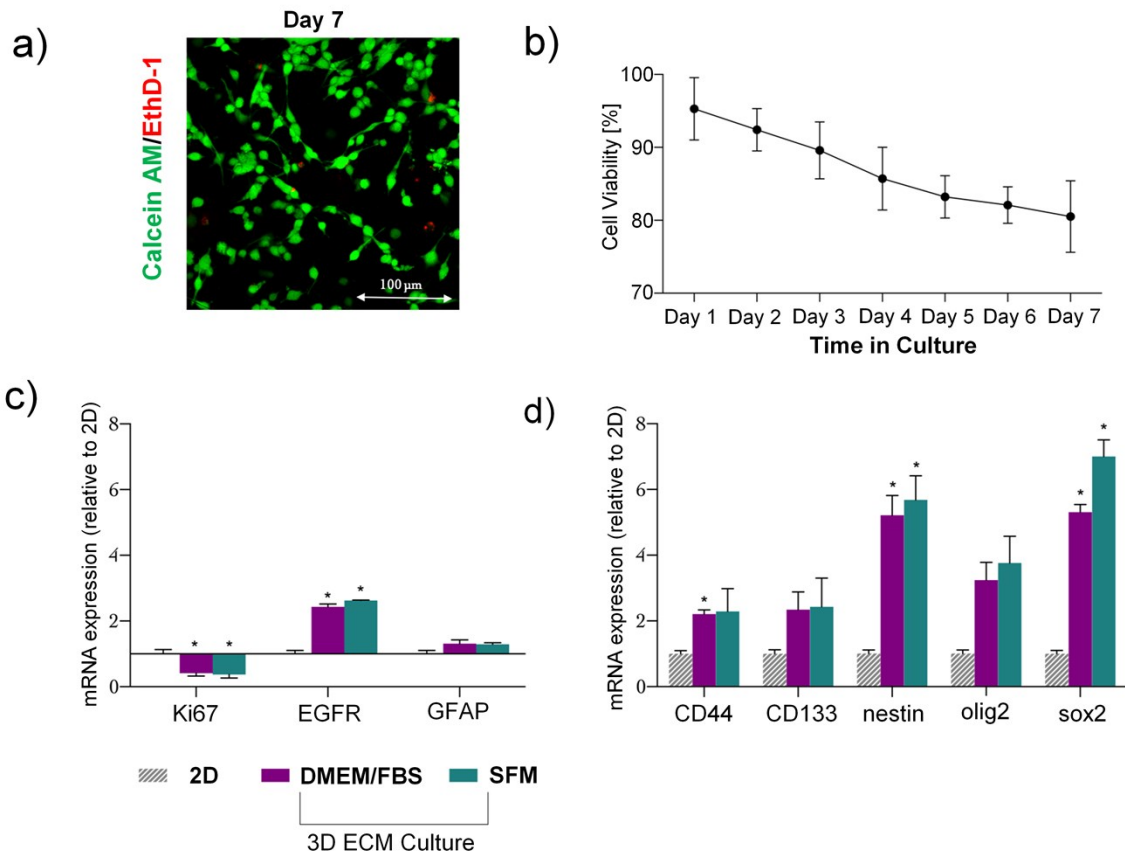 a)
Day 7
Calcein AM/EthD-1
100 µm
b)
100
90
80
70
Cell Viability [%]
Day 1 Day 2 Day 3 Day 4 Day 5 Day 6 Day 7
Time in Culture
c)
mRNA expression (relative to 2D)
8
6
4
2
0
* * * *
Ki67 EGFR GFAP
d)
mRNA expression (relative to 2D)
8
6
4
2
0
* * * * *
CD44 CD133 nestin olig2 sox2
2D DMEM/FBS SFM
3D ECM Culture